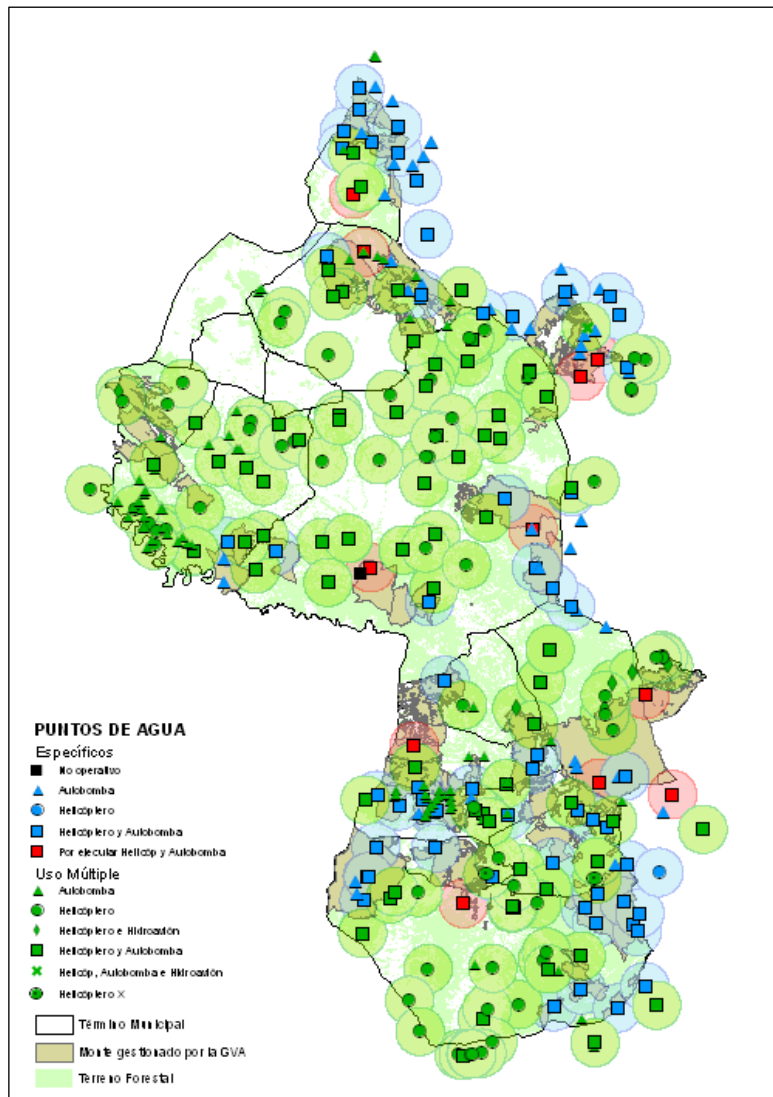 PUNTOS DE AGUA
Específicos
No operativo
Autobomba
Helicóptero
Helicóptero y Autobomba
Por ejecutar Helicóp y Autobomba
Uso Múltiple
Autobomba
Helicóptero
Helicóptero e Hidroavión
Helicóptero y Autobomba
Helicóp, Autobomba e Hidroavión
Helicóptero X
Término Municipal
Monte gestionado por la GVA
Terreno Forestal